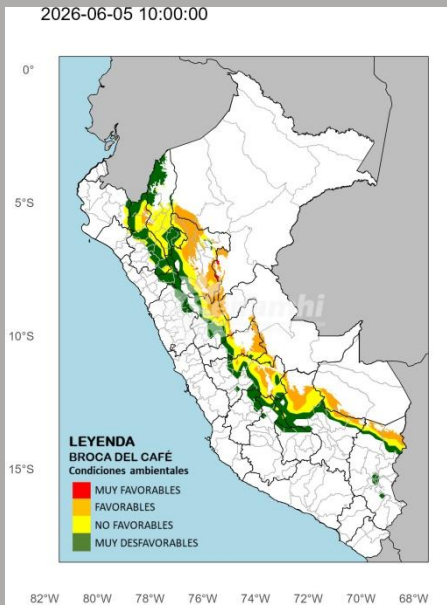 2026-06-05 10:00:00
0°
5°S
10°S
15°S
senamhi
LEYENDA
BROCA DEL CAFÉ
Condiciones ambientales
MUY FAVORABLES
FAVORABLES
NO FAVORABLES
MUY DESFAVORABLES
82°W 80°W 78°W 76°W 74°W 72°W 70°W 68°W